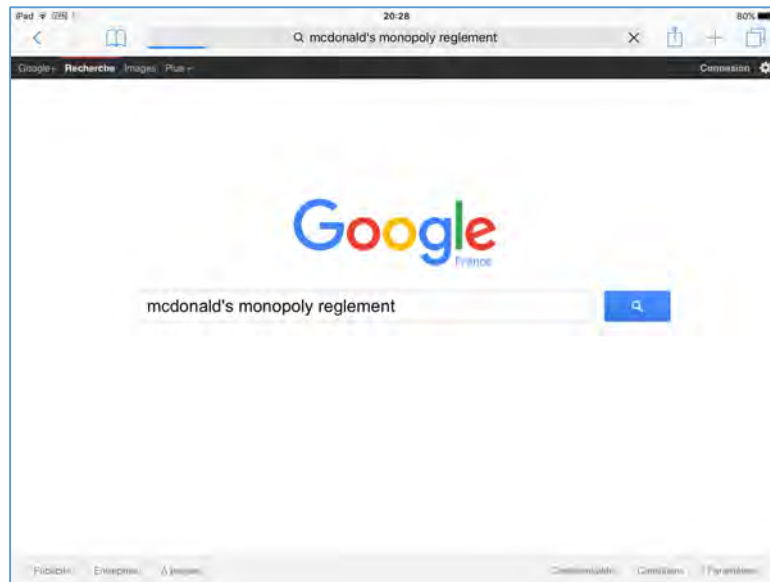 iPad 20:28 80%
mcdonald's monopoly reglement
Google+ Recherche Images Plus Connexion
Google
France
mcdonald's monopoly reglement
Publicité Entreprise À propos Confidentialité Conditions Paramètres